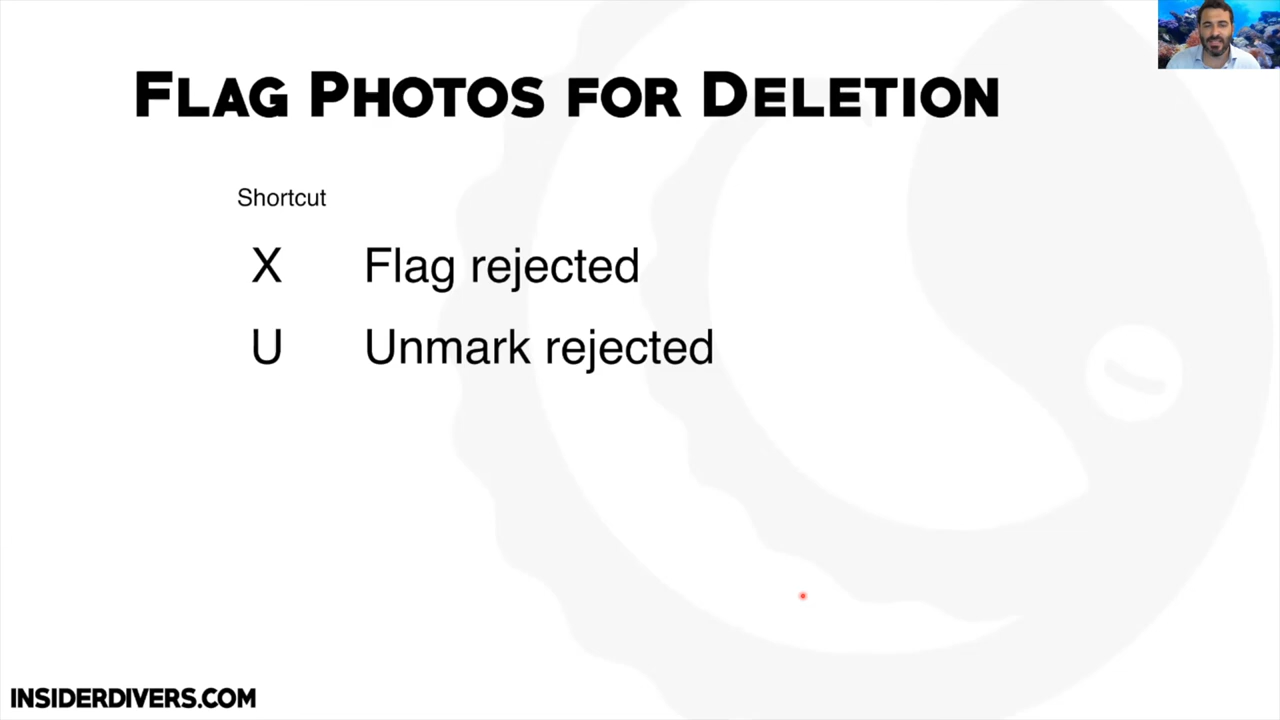 Flag Photos for Deletion
Shortcut
X Flag rejected
U Unmark rejected
INSIDERDIVERS.COM